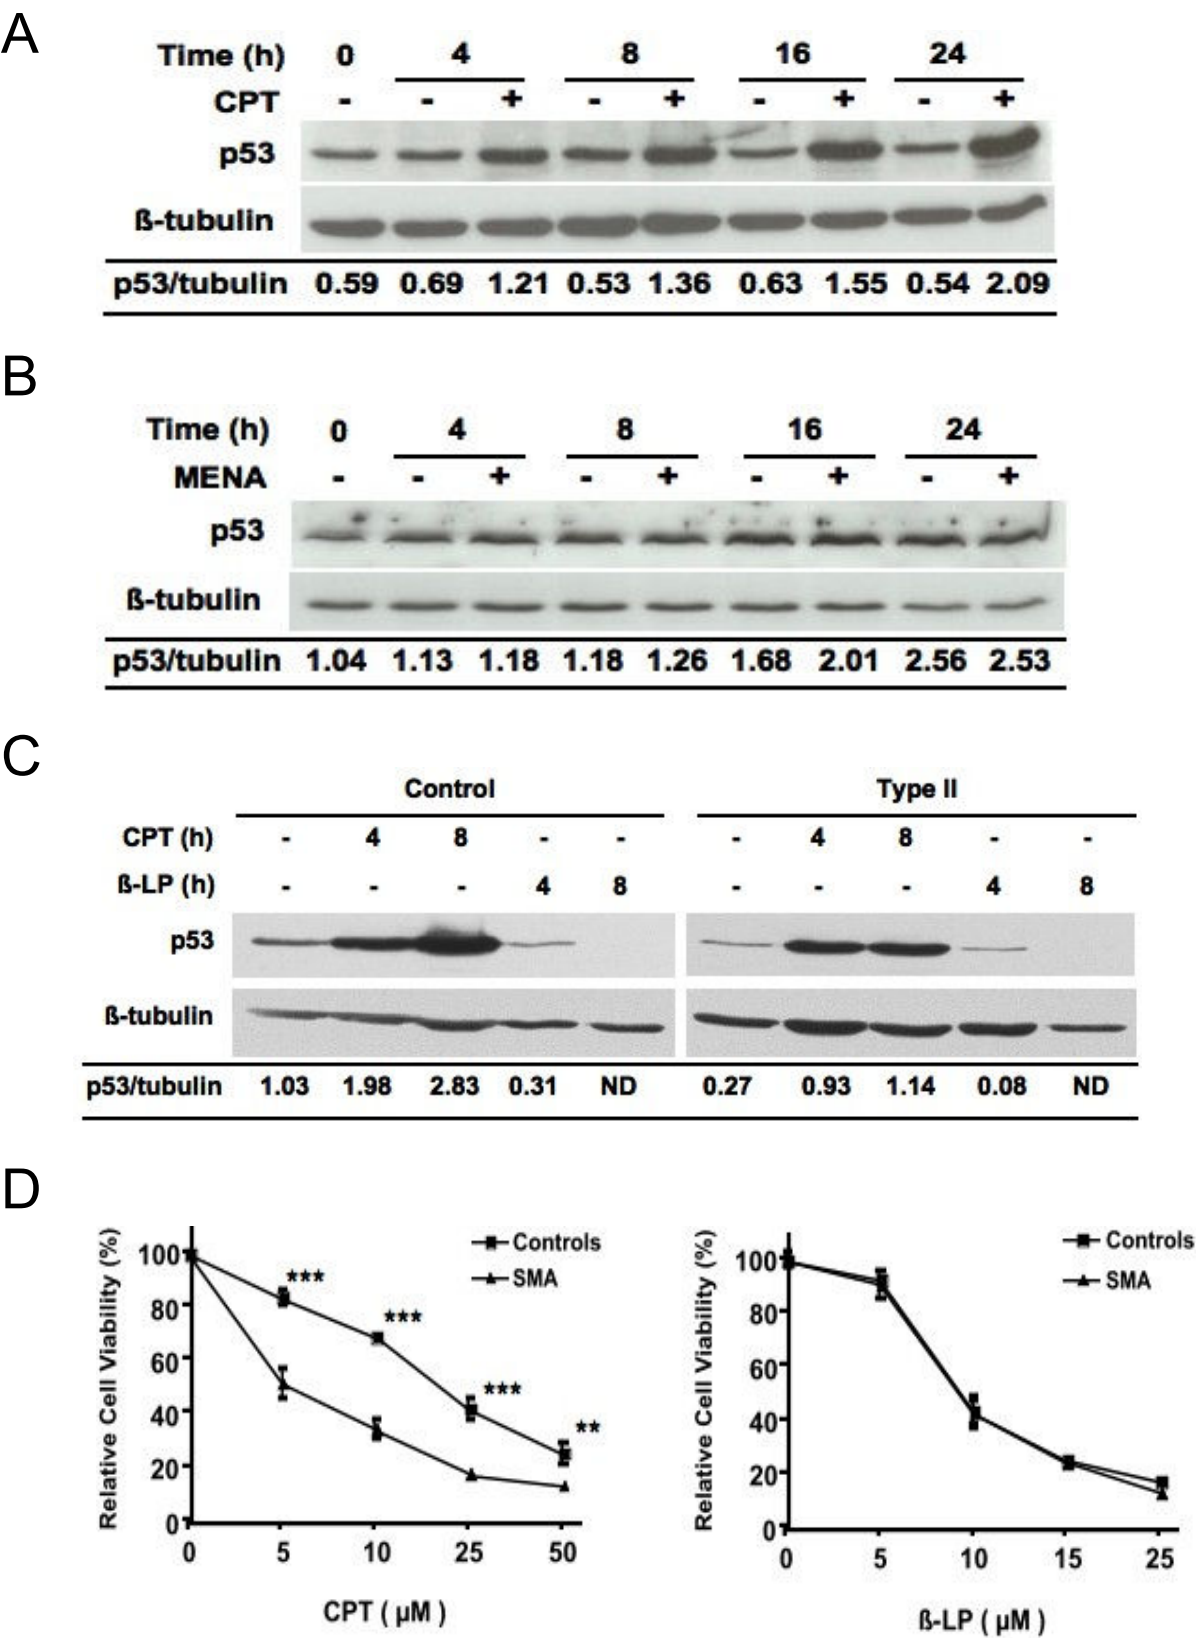 A
Time (h) 0 4 8 16 24
CPT - - + - + - + - +
p53
ß-tubulin
p53/tubulin 0.59 0.69 1.21 0.53 1.36 0.63 1.55 0.54 2.09
B
Time (h) 0 4 8 16 24
MENA - - + - + - + - +
p53
ß-tubulin
p53/tubulin 1.04 1.13 1.18 1.18 1.26 1.68 2.01 2.56 2.53
C
Control Type II
CPT (h) - 4 8 - - - 4 8 - -
ß-LP (h) - - - 4 8 - - - 4 8
p53
ß-tubulin
p53/tubulin 1.03 1.98 2.83 0.31 ND 0.27 0.93 1.14 0.08 ND
D
Relative Cell Viability (%)
100
80
60
40
20
0
0 5 10 25 50
CPT ( µM )
Controls
SMA
***
***
***
**
Relative Cell Viability (%)
100
80
60
40
20
0
0 5 10 15 25
ß-LP ( µM )
Controls
SMA